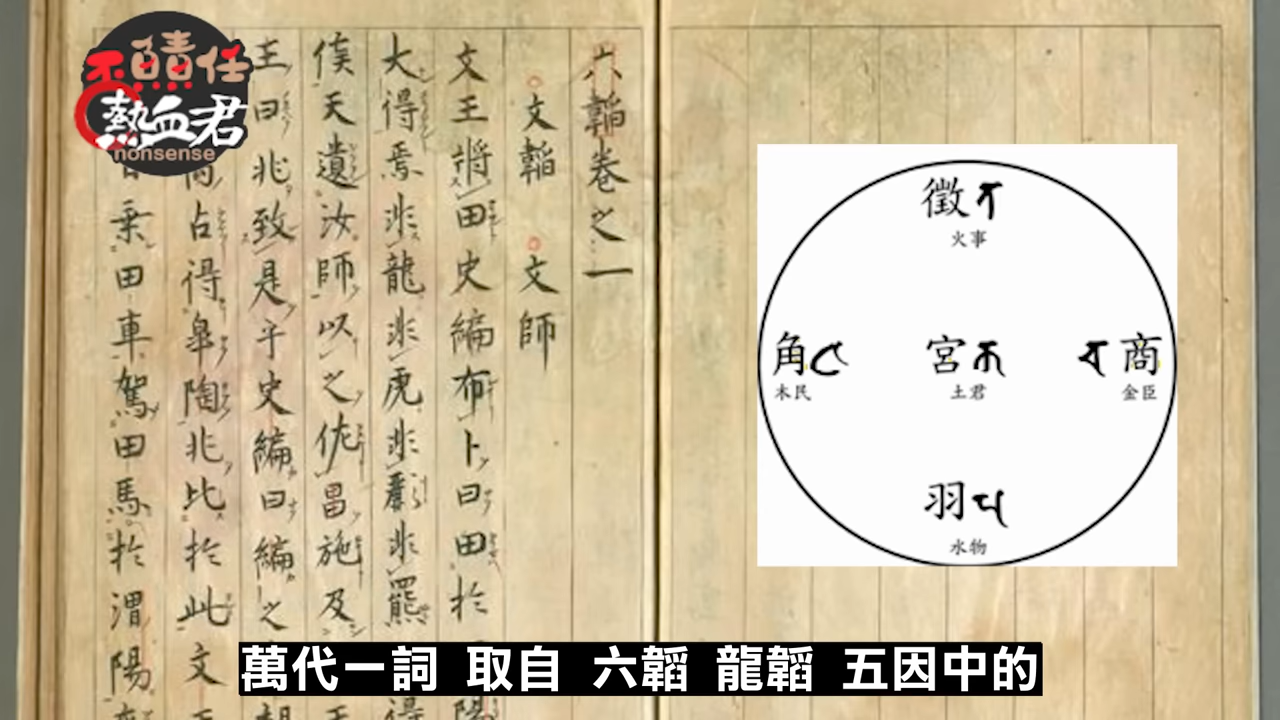 不負責任
熱血君
nonsense
六韜卷之一
文韜 文師
文王將田史編布卜曰田於
大得焉非龍非虎非羆
俟天遺汝師以之佐昌施及
王曰兆致是乎史編曰編之
占得皋陶兆比於此文
乘田車駕田馬於渭陽
徵
火事
角
木民
宮
土君
商
金臣
羽
水物
萬代一詞 取自 六韜 龍韜 五因中的